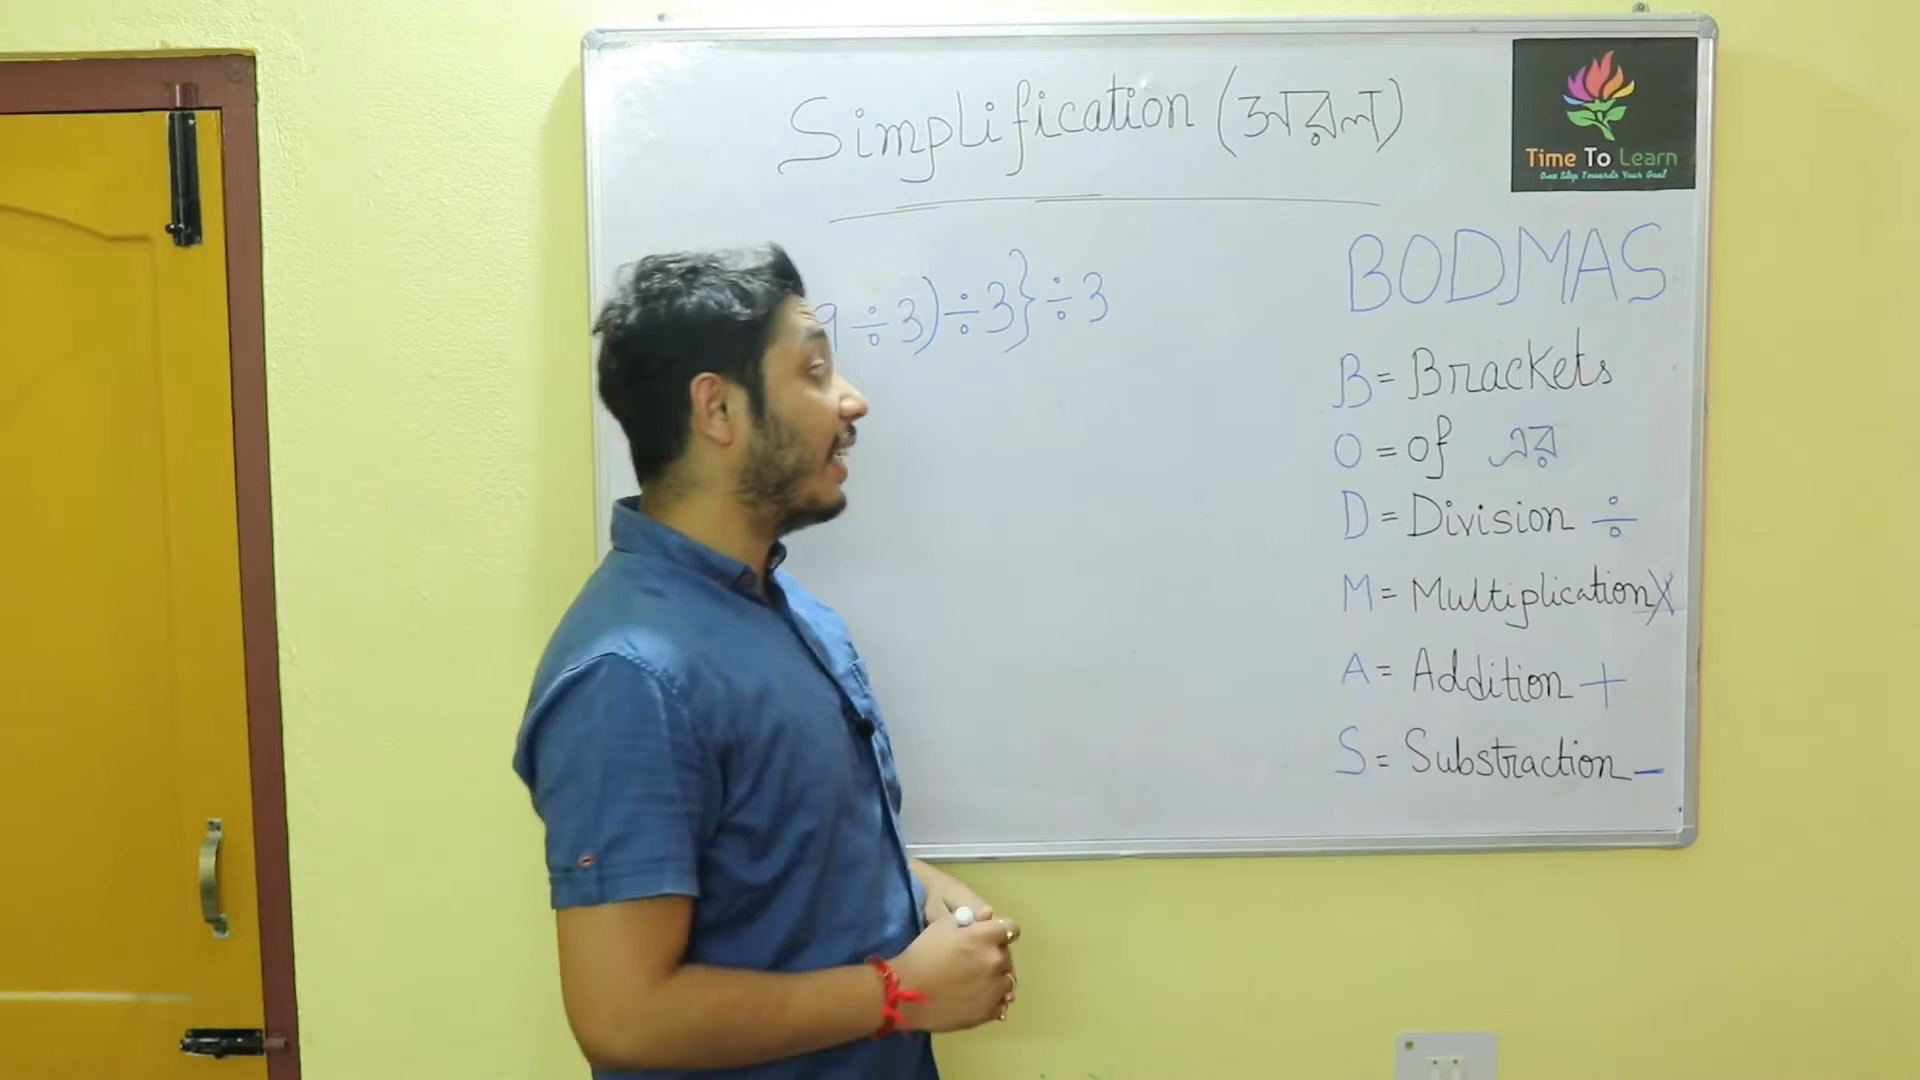 Simplification (সরল)
Time To Learn
One Step Towards Your Goal
9÷3)÷3}÷3
BODMAS
B = Brackets
O = of এর
D = Division ÷
M = Multiplication X
A = Addition +
S = Substraction -